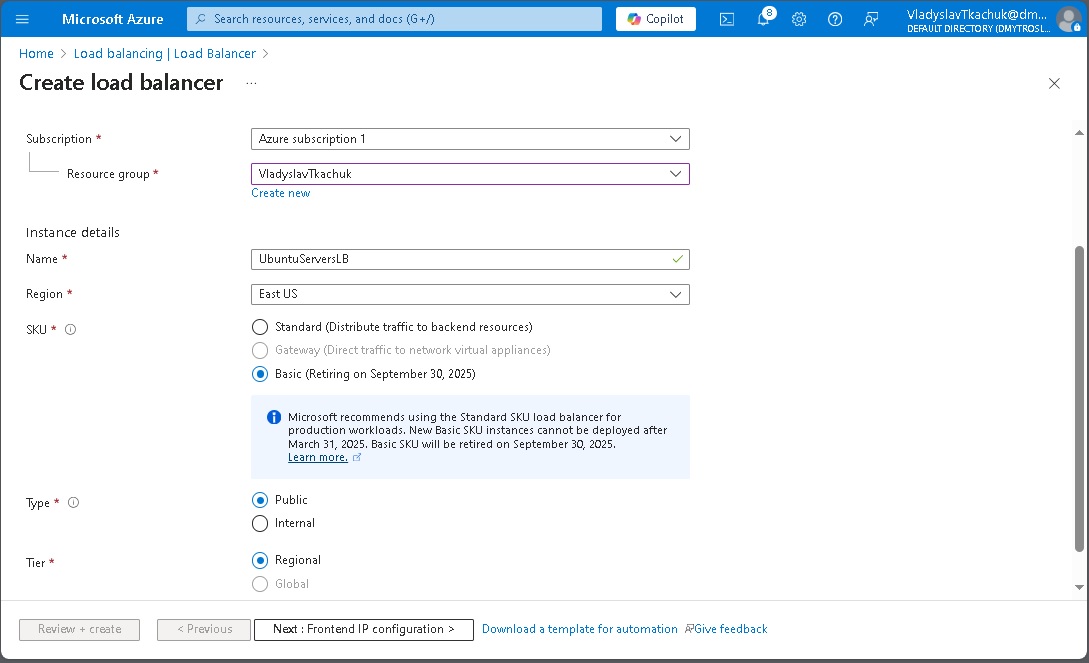 Microsoft Azure
Search resources, services, and docs (G+/)
Copilot
8
VladyslavTkachuk@dm...
DEFAULT DIRECTORY (DMYTROSL...
Home > Load balancing | Load Balancer >
Create load balancer ...
Subscription *
Azure subscription 1
Resource group *
VladyslavTkachuk
Create new
Instance details
Name *
UbuntuServersLB
Region *
East US
SKU *
Standard (Distribute traffic to backend resources)
Gateway (Direct traffic to network virtual appliances)
Basic (Retiring on September 30, 2025)
Microsoft recommends using the Standard SKU load balancer for
production workloads. New Basic SKU instances cannot be deployed after
March 31, 2025. Basic SKU will be retired on September 30, 2025.
Learn more.
Type *
Public
Internal
Tier *
Regional
Global
Review + create
< Previous
Next : Frontend IP configuration >
Download a template for automation
Give feedback